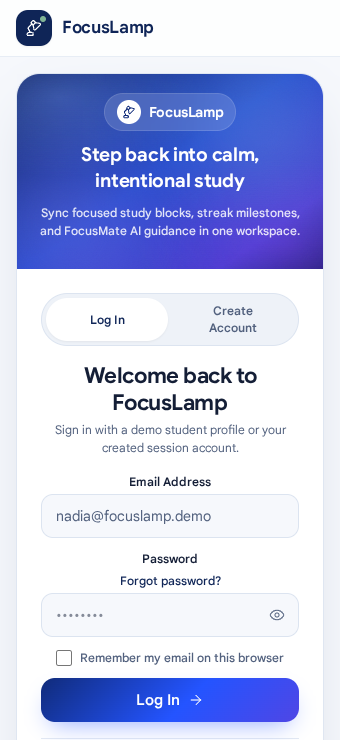 FocusLamp
FocusLamp
Step back into calm,
intentional study
Sync focused study blocks, streak milestones,
and FocusMate AI guidance in one workspace.
Log In
Create
Account
Welcome back to
FocusLamp
Sign in with a demo student profile or your
created session account.
Email Address
nadia@focuslamp.demo
Password
Forgot password?
••••••••
Remember my email on this browser
Log In →